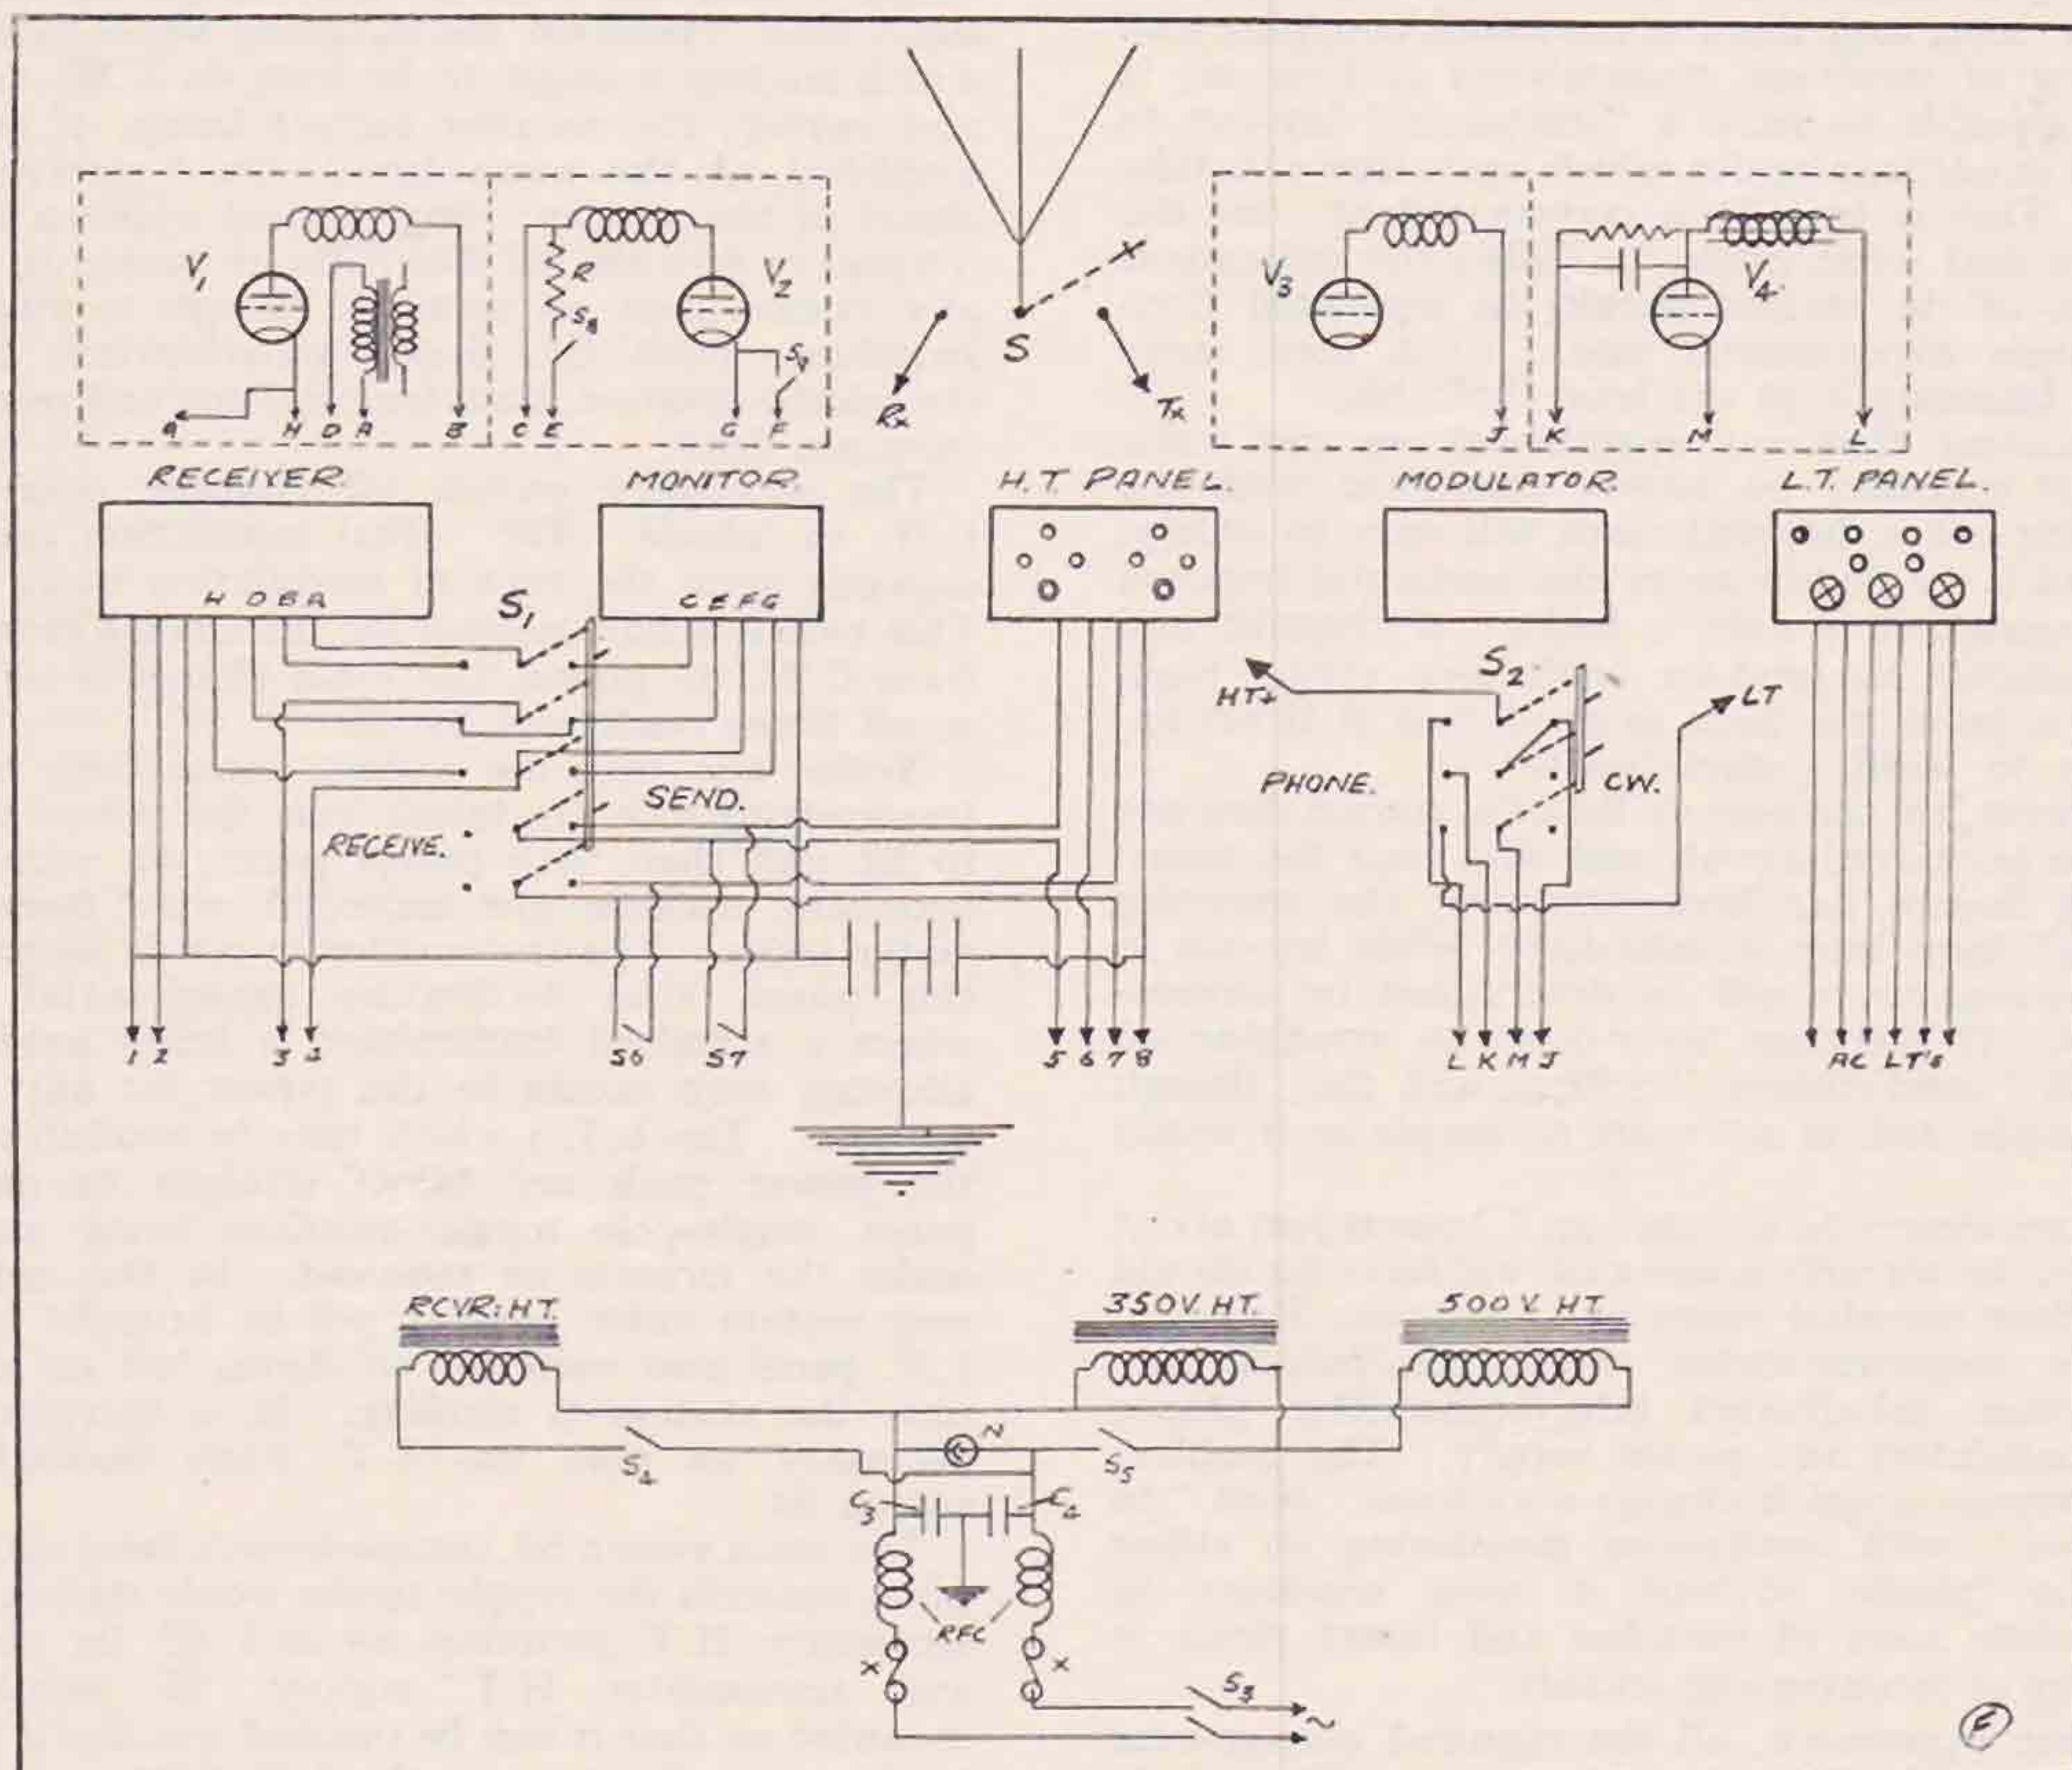 V1
R
S8
V2
S9
S
X
Rx
Tx
V3
V4
H D A B
C E
G F
J
K M L
RECEIVER.
MONITOR.
H.T. PANEL.
MODULATOR.
L.T. PANEL.
H D B A
S1
C E F G
SEND.
RECEIVE.
HT+
S2
LT
PHONE.
CW.
1 2
3
S6
S7
5 6 7 8
L K M J
AC LT's
RCVR: HT.
350V. HT.
500V. HT.
S4
N
S5
C3
C4
RFC
X
X
S3
~
F